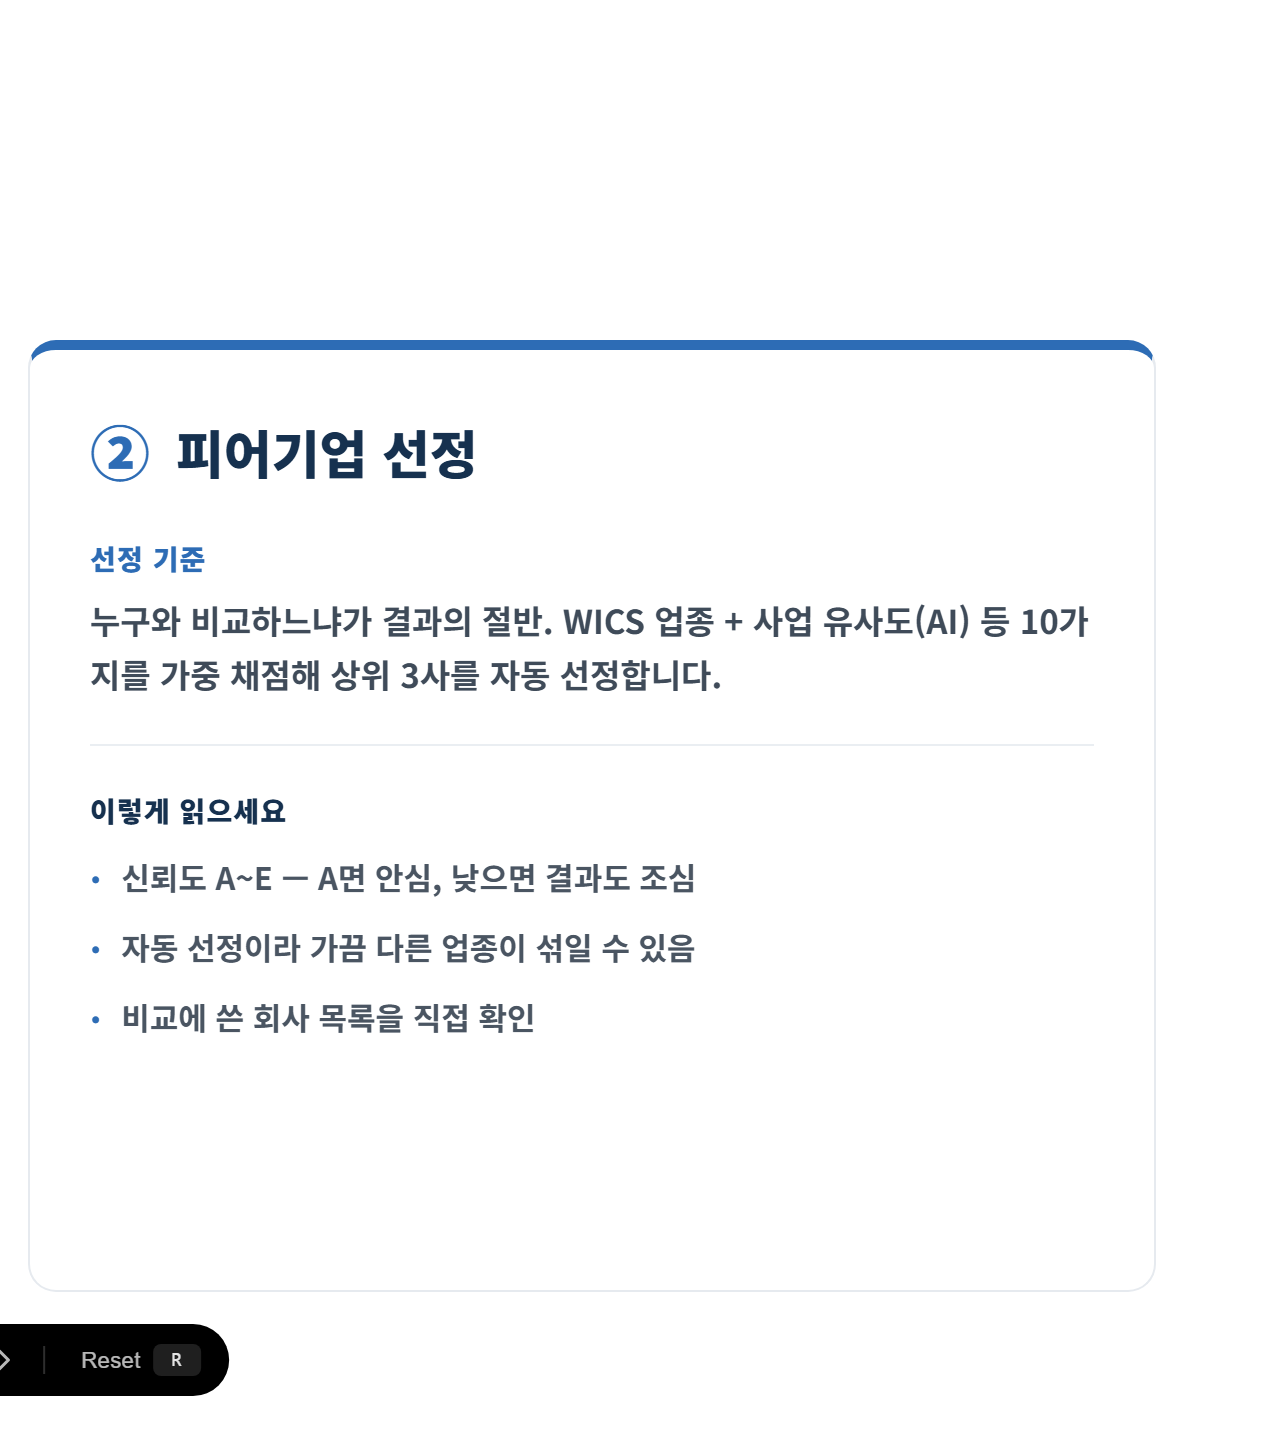 ② 피어기업 선정
선정 기준
누구와 비교하느냐가 결과의 절반. WICS 업종 + 사업 유사도(AI) 등 10가
지를 가중 채점해 상위 3사를 자동 선정합니다.
이렇게 읽으세요
• 신뢰도 A~E — A면 안심, 낮으면 결과도 조심
• 자동 선정이라 가끔 다른 업종이 섞일 수 있음
• 비교에 쓴 회사 목록을 직접 확인
Reset R